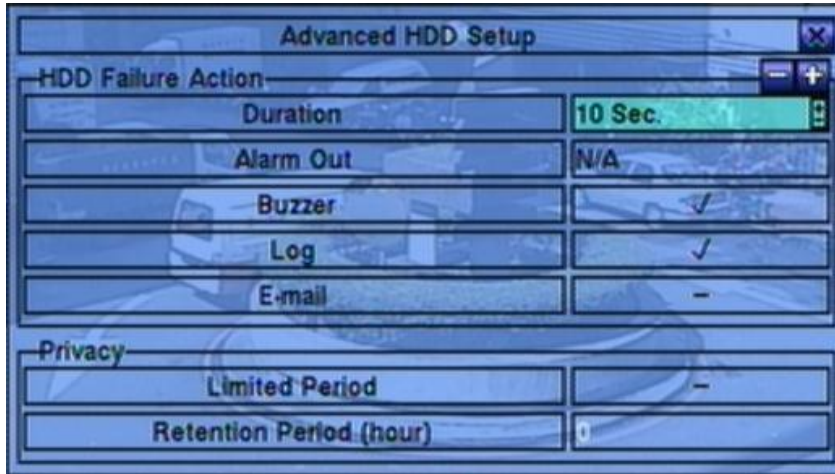 Advanced HDD Setup
HDD Failure Action
Duration 10 Sec.
Alarm Out N/A
Buzzer √
Log √
E-mail –
Privacy
Limited Period –
Retention Period (hour) 0